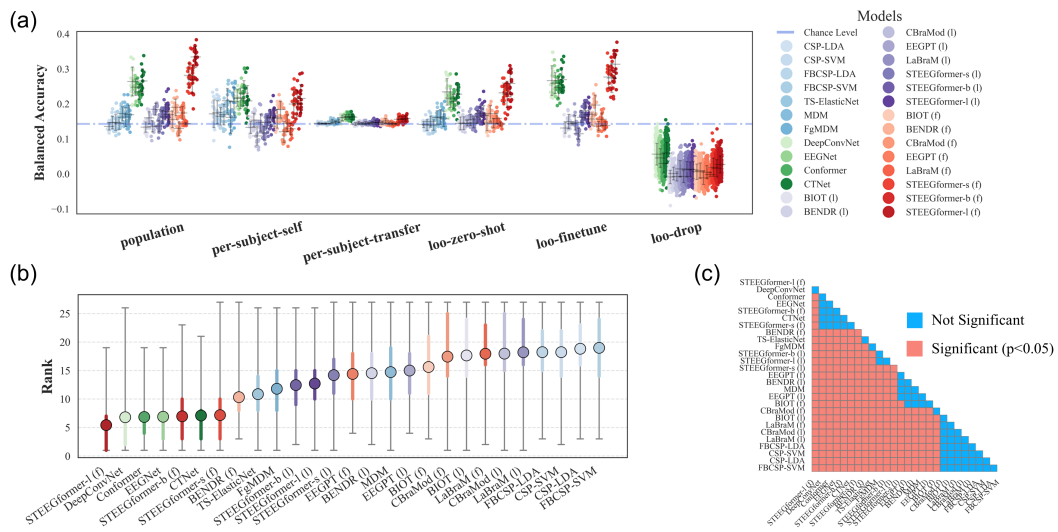 (a)
Balanced Accuracy
0.4
0.3
0.2
0.1
0.0
−0.1
population
per-subject-self
per-subject-transfer
loo-zero-shot
loo-finetune
loo-drop
Models
Chance Level
CSP-LDA
CSP-SVM
FBCSP-LDA
FBCSP-SVM
TS-ElasticNet
MDM
FgMDM
DeepConvNet
EEGNet
Conformer
CTNet
BIOT (l)
BENDR (l)
CBraMod (l)
EEGPT (l)
LaBraM (l)
STEEGformer-s (l)
STEEGformer-b (l)
STEEGformer-l (l)
BIOT (f)
BENDR (f)
CBraMod (f)
EEGPT (f)
LaBraM (f)
STEEGformer-s (f)
STEEGformer-b (f)
STEEGformer-l (f)
(b)
Rank
25
20
15
10
5
0
STEEGformer-l (f)
DeepConvNet
Conformer
EEGNet
STEEGformer-b (f)
CTNet
STEEGformer-s (f)
BENDR (f)
TS-ElasticNet
FgMDM
STEEGformer-b (l)
STEEGformer-l (l)
STEEGformer-s (l)
EEGPT (f)
BENDR (l)
MDM
EEGPT (l)
BIOT (f)
CBraMod (f)
BIOT (l)
LaBraM (f)
CBraMod (l)
LaBraM (l)
FBCSP-LDA
CSP-SVM
CSP-LDA
FBCSP-SVM
(c)
STEEGformer-l (f)
DeepConvNet
Conformer
EEGNet
STEEGformer-b (f)
CTNet
STEEGformer-s (f)
BENDR (f)
TS-ElasticNet
FgMDM
STEEGformer-b (l)
STEEGformer-l (l)
STEEGformer-s (l)
EEGPT (f)
BENDR (l)
MDM
EEGPT (l)
BIOT (f)
CBraMod (f)
BIOT (l)
LaBraM (f)
CBraMod (l)
LaBraM (l)
FBCSP-LDA
CSP-SVM
CSP-LDA
FBCSP-SVM
Not Significant
Significant (p<0.05)